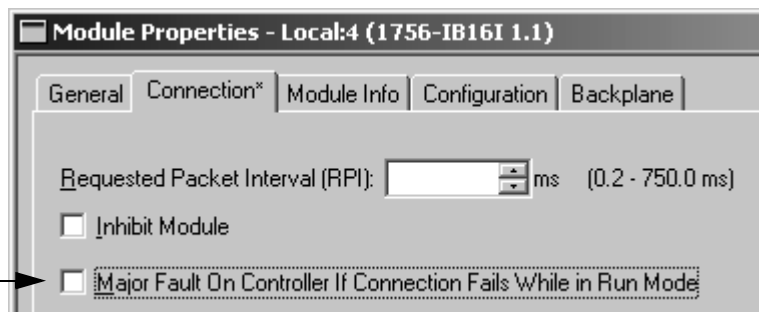 Module Properties - Local:4 (1756-IB16I 1.1)
General Connection* Module Info Configuration Backplane
Requested Packet Interval (RPI): ms (0.2 - 750.0 ms)
Inhibit Module
Major Fault On Controller If Connection Fails While in Run Mode